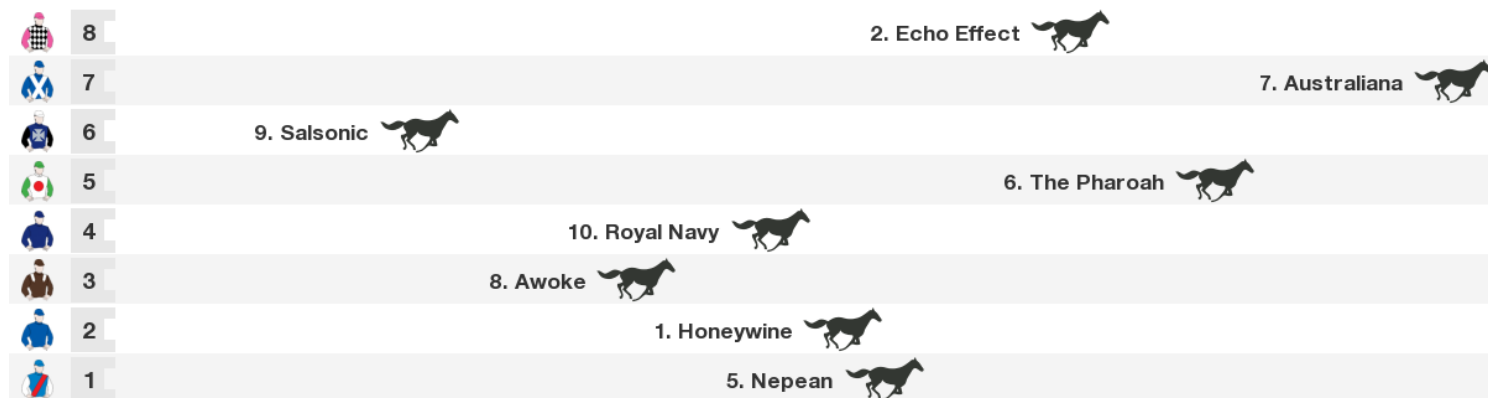 8 2. Echo Effect
7 7. Australiana
6 9. Salsonic
5 6. The Pharoah
4 10. Royal Navy
3 8. Awoke
2 1. Honeywine
1 5. Nepean